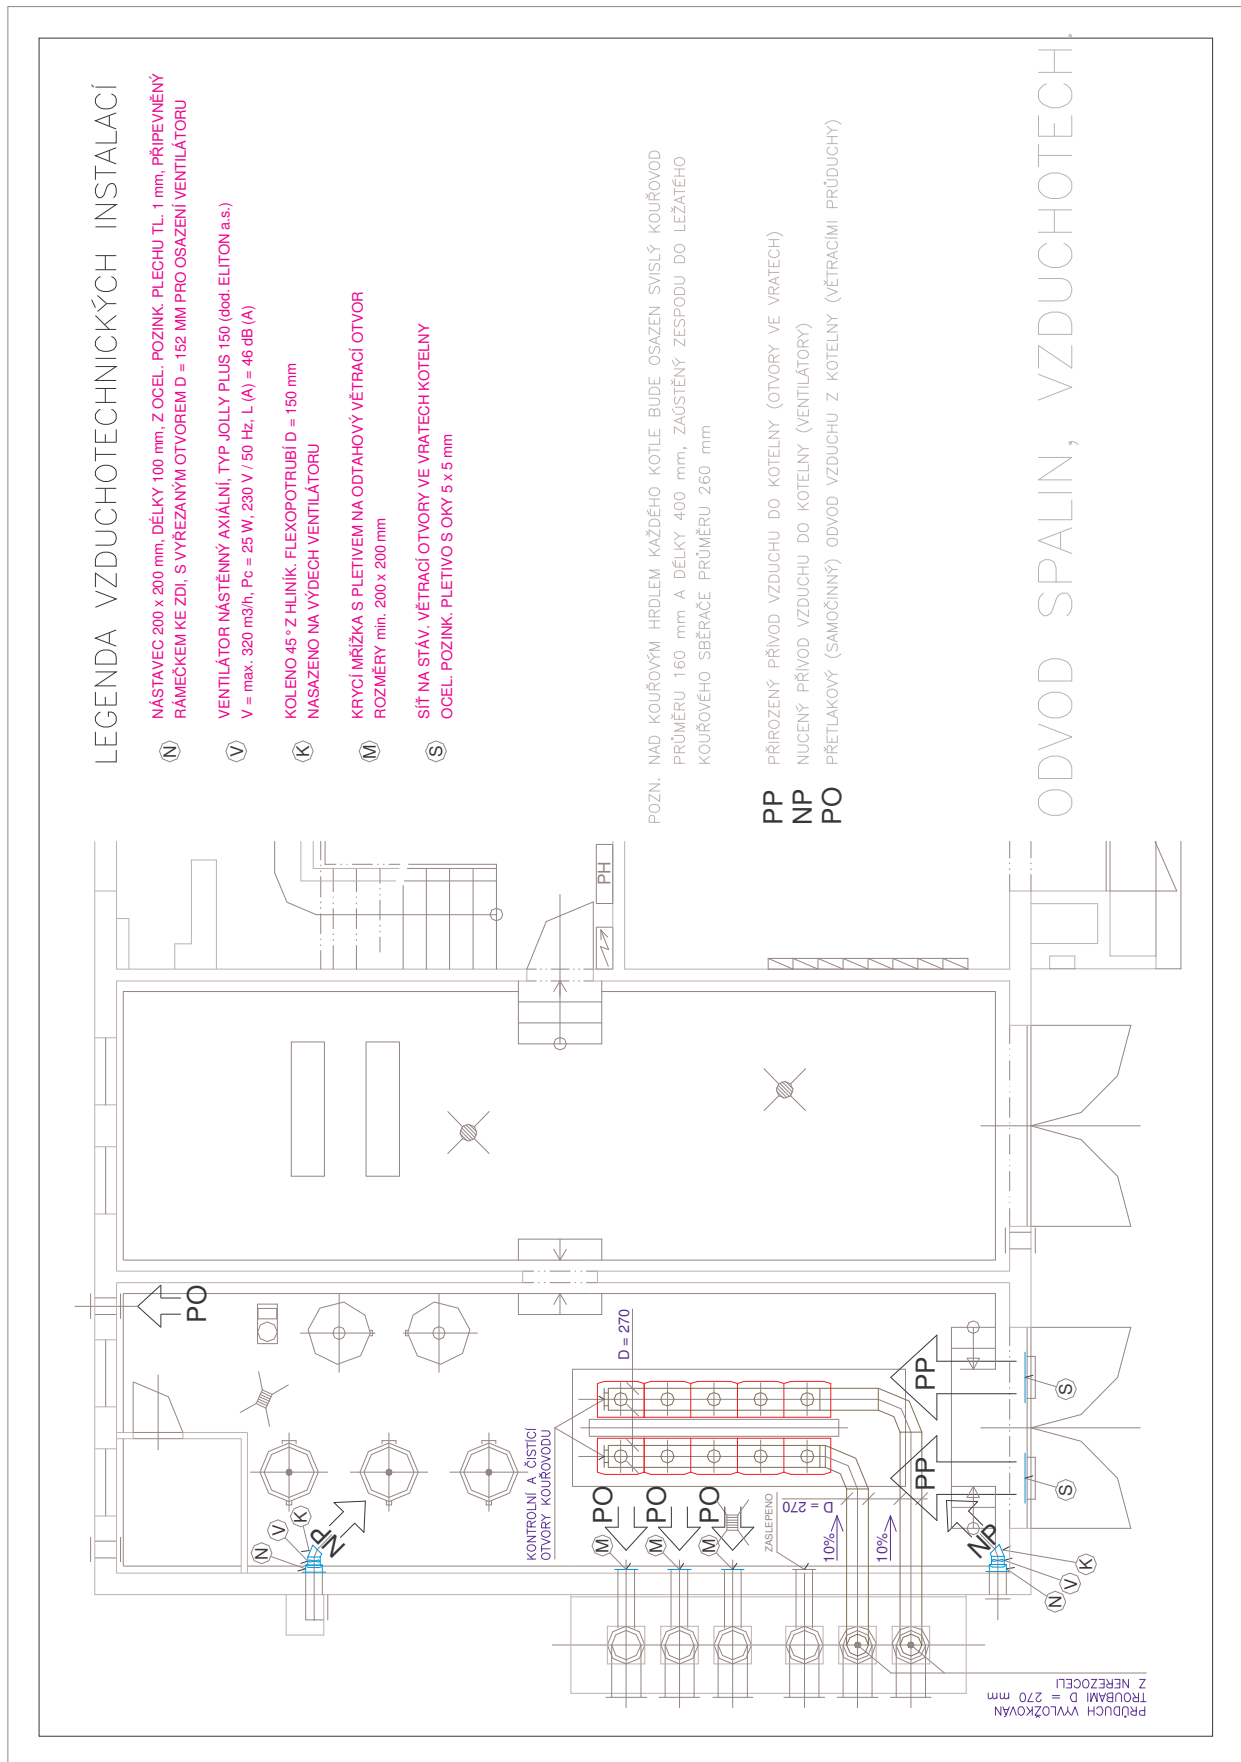 LEGENDA VZDUCHOTECHNICKÝCH INSTALACÍ
N NÁSTAVEC 200 x 200 mm, DÉLKY 100 mm, Z OCEL. POZINK. PLECHU TL. 1 mm, PŘIPEVNĚNÝ
RÁMEČKEM KE ZDI, S VYŘEZANÝM OTVOREM D = 152 MM PRO OSAZENÍ VENTILÁTORU
V VENTILÁTOR NÁSTĚNNÝ AXIÁLNÍ, TYP JOLLY PLUS 150 (dod. ELITON a.s.)
V = max. 320 m3/h, Pc = 25 W, 230 V / 50 Hz, L (A) = 46 dB (A)
K KOLENO 45° Z HLINÍK. FLEXOPOTRUBÍ D = 150 mm
NASAZENO NA VÝDECH VENTILÁTORU
M KRYCÍ MŘÍŽKA S PLETIVEM NA ODTAHOVÝ VĚTRACÍ OTVOR
ROZMĚRY min. 200 x 200 mm
S SÍŤ NA STÁV. VĚTRACÍ OTVORY VE VRATECH KOTELNY
OCEL. POZINK. PLETIVO S OKY 5 x 5 mm
POZN. NAD KOUŘOVÝM HRDLEM KAŽDÉHO KOTLE BUDE OSAZEN SVISLÝ KOUŘOVOD
PRŮMĚRU 160 mm A DÉLKY 400 mm, ZAÚSTĚNÝ ZESPODU DO LEŽATÉHO
KOUŘOVÉHO SBĚRAČE PRŮMĚRU 260 mm
PP PŘIROZENÝ PŘÍVOD VZDUCHU DO KOTELNY (OTVORY VE VRATECH)
NP NUCENÝ PŘÍVOD VZDUCHU DO KOTELNY (VENTILÁTORY)
PO PŘETLAKOVÝ (SAMOČINNÝ) ODVOD VZDUCHU Z KOTELNY (VĚTRACÍMI PRŮDUCHY)
ODVOD SPALIN, VZDUCHOTECH.
PH
PO
D = 270
KONTROLNÍ A ČISTÍCÍ
OTVORY KOUŘOVODU
PP
PP
S
S
N
V
K
NP
PO
PO
PO
M
M
M
ZASLEPENO
D = 270
10%
10%
NP
N
V
K
PRŮDUCH VYVLOŽKOVÁN
TROUBAMI D = 270 mm
Z NEREZOCELI